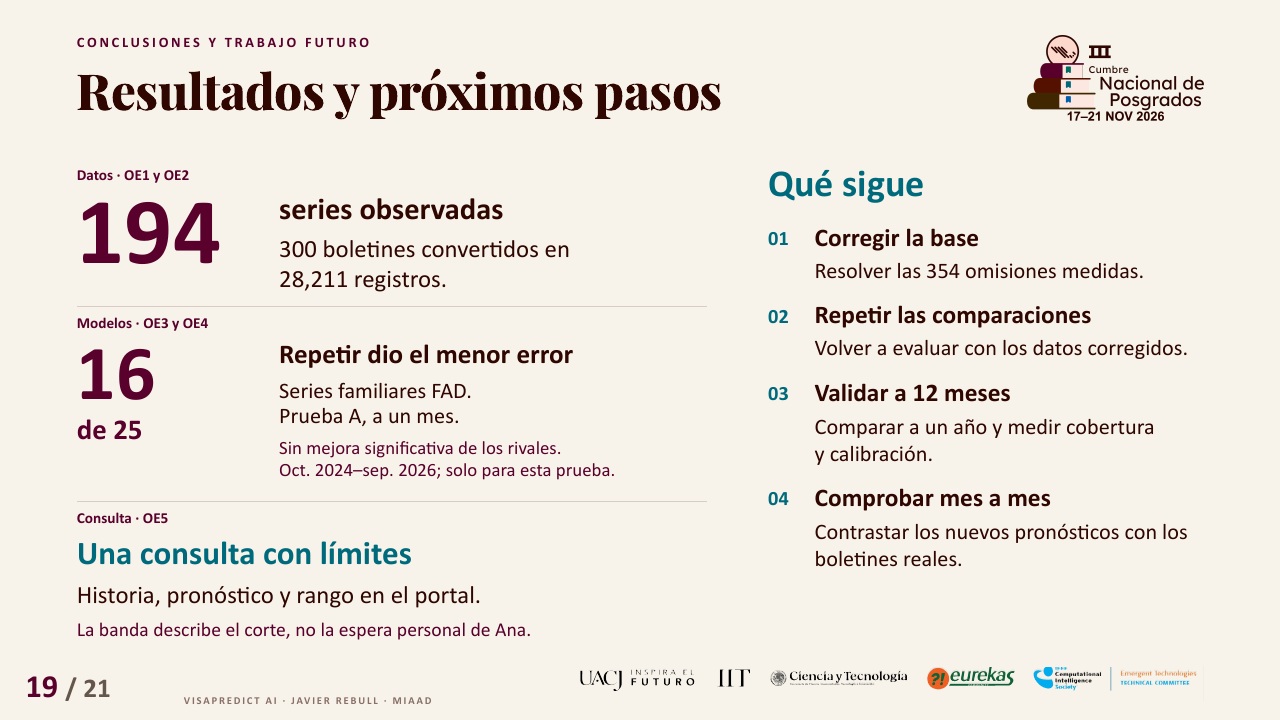 CONCLUSIONES Y TRABAJO FUTURO
Resultados y próximos pasos
III
Cumbre
Nacional de
Posgrados
17–21 NOV 2026
Datos · OE1 y OE2
194
series observadas
300 boletines convertidos en
28,211 registros.
Modelos · OE3 y OE4
16
de 25
Repetir dio el menor error
Series familiares FAD.
Prueba A, a un mes.
Sin mejora significativa de los rivales.
Oct. 2024–sep. 2026; solo para esta prueba.
Consulta · OE5
Una consulta con límites
Historia, pronóstico y rango en el portal.
La banda describe el corte, no la espera personal de Ana.
Qué sigue
01 Corregir la base
Resolver las 354 omisiones medidas.
02 Repetir las comparaciones
Volver a evaluar con los datos corregidos.
03 Validar a 12 meses
Comparar a un año y medir cobertura
y calibración.
04 Comprobar mes a mes
Contrastar los nuevos pronósticos con los
boletines reales.
19 / 21
VISAPREDICT AI · JAVIER REBULL · MIAAD
UACJ
INSPIRA EL
FUTURO
IIT
Ciencia y Tecnología
?! eurekas
Computational
Intelligence
Society
Emergent Technologies
TECHNICAL COMMITTEE